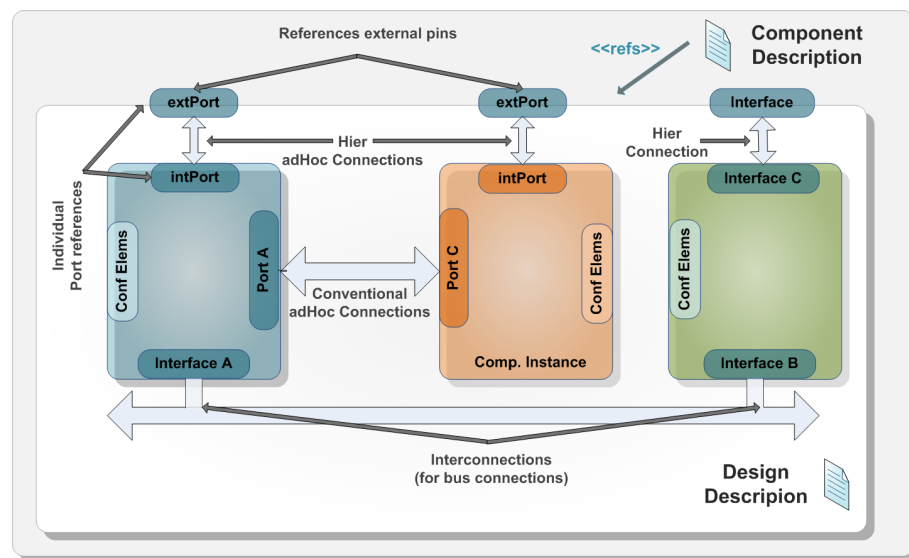 References external pins
<<refs>>
Component
Description
extPort
extPort
Interface
Hier
adHoc Connections
Hier
Connection
intPort
intPort
Interface C
Individual
Port references
Conf Elems
Port A
Port C
Conf Elems
Conf Elems
Conventional
adHoc Connections
Interface A
Comp. Instance
Interface B
Interconnections
(for bus connections)
Design
Descripion